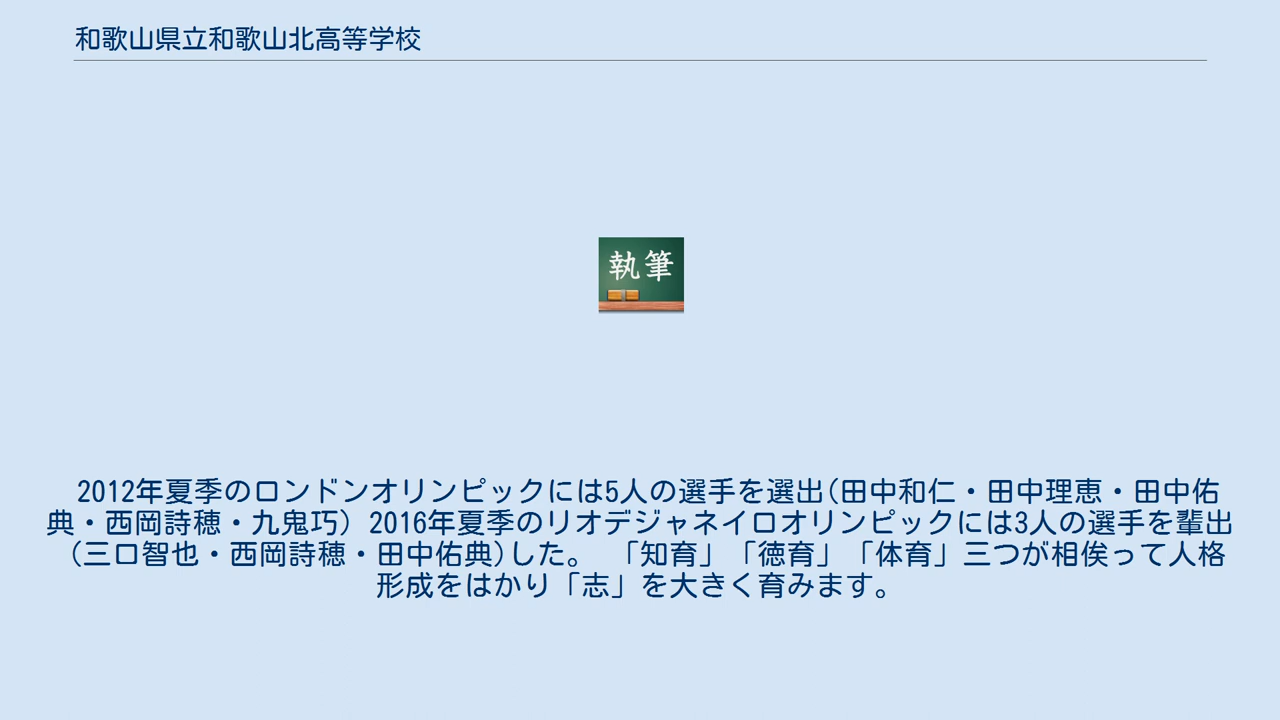 和歌山県立和歌山北高等学校
執筆
2012年夏季のロンドンオリンピックには5人の選手を選出(田中和仁・田中理恵・田中佑
典・西岡詩穂・九鬼巧) 2016年夏季のリオデジャネイロオリンピックには3人の選手を輩出
(三口智也・西岡詩穂・田中佑典)した。 「知育」「徳育」「体育」三つが相俟って人格
形成をはかり「志」を大きく育みます。